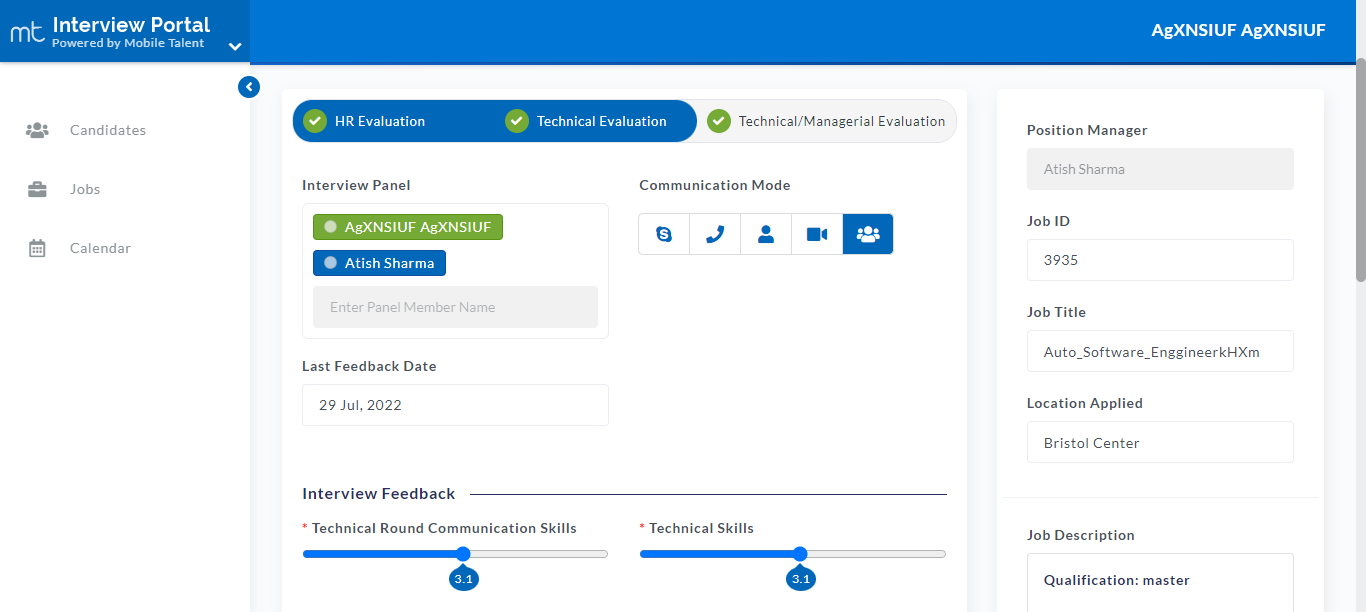 mt Interview Portal
Powered by Mobile Talent
AgXNSIUF AgXNSIUF
Candidates
Jobs
Calendar
HR Evaluation
Technical Evaluation
Technical/Managerial Evaluation
Interview Panel
AgXNSIUF AgXNSIUF
Atish Sharma
Enter Panel Member Name
Communication Mode
Last Feedback Date
29 Jul, 2022
Interview Feedback
* Technical Round Communication Skills
3.1
* Technical Skills
3.1
Position Manager
Atish Sharma
Job ID
3935
Job Title
Auto_Software_EnggineerkHXm
Location Applied
Bristol Center
Job Description
Qualification: master